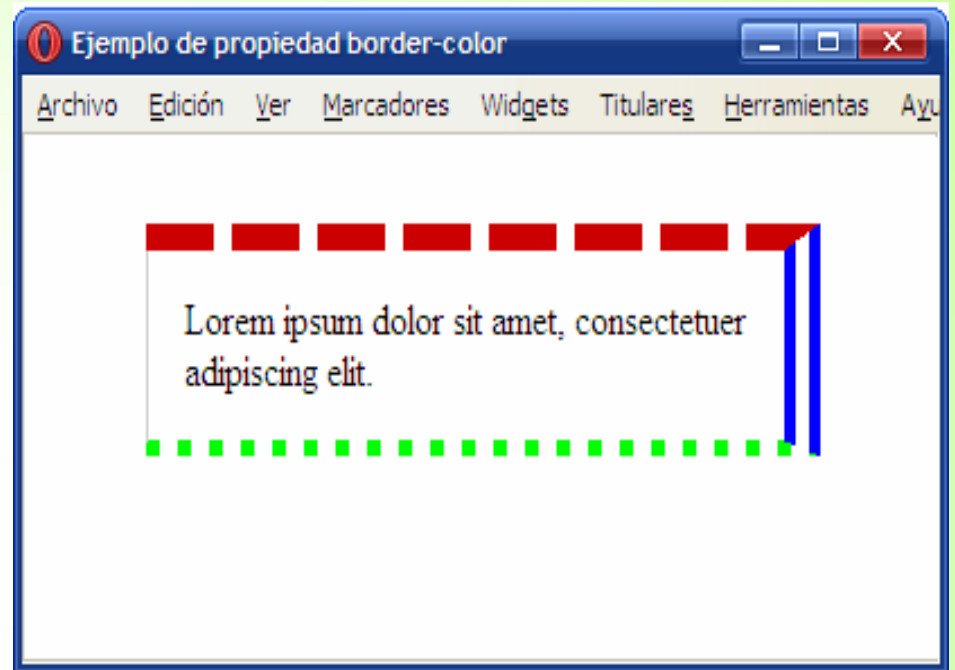 Ejemplo de propiedad border-color
Archivo Edición Ver Marcadores Widgets Titulares Herramientas Ayu
Lorem ipsum dolor sit amet, consectetuer
adipiscing elit.